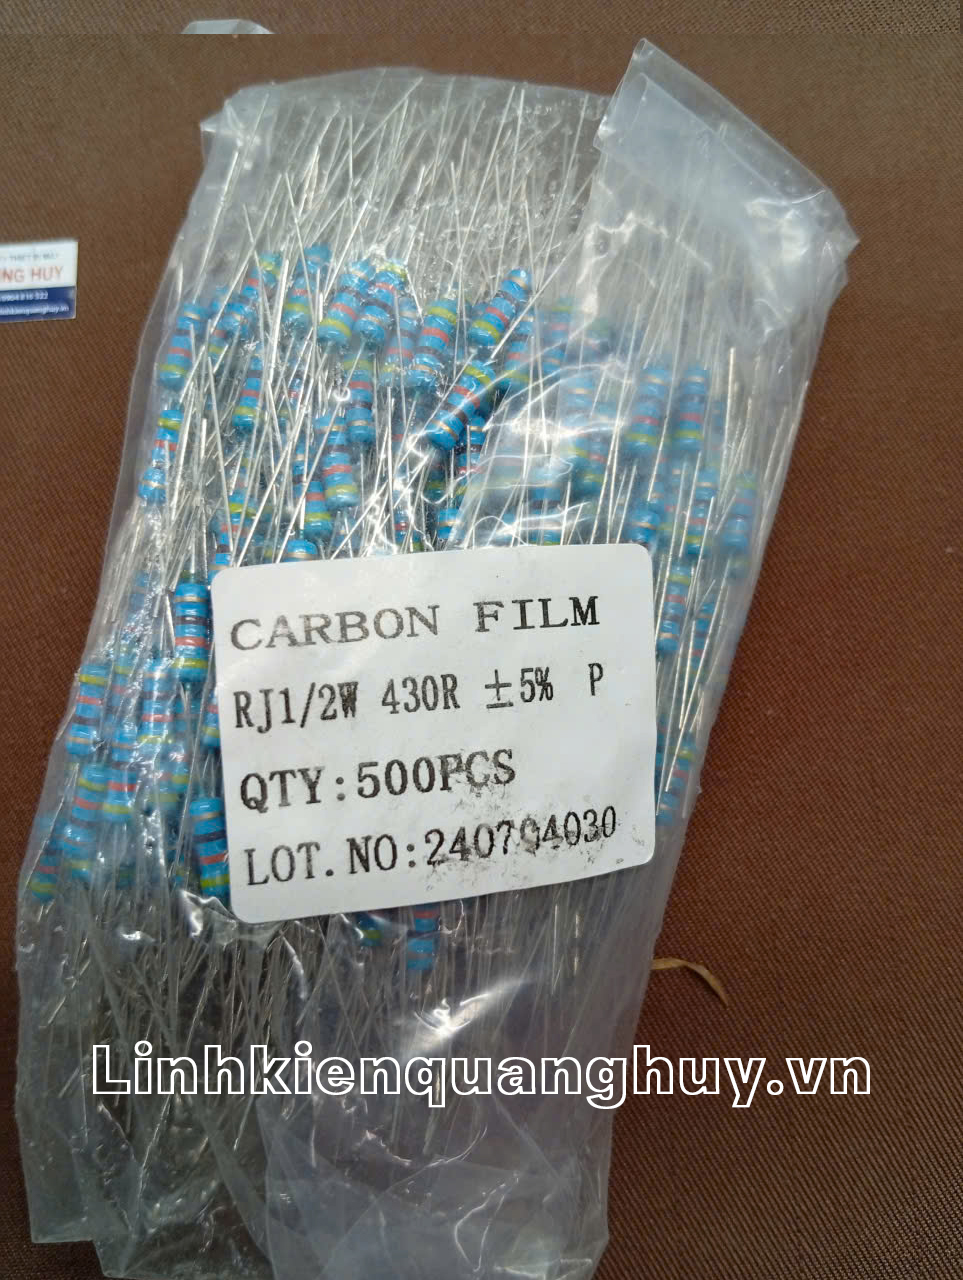 NG HUY
CARBON FILM
RJ1/2W 430R ±5% P
QTY:500PCS
LOT.NO:240704030
Linhkienquanghuy.vn